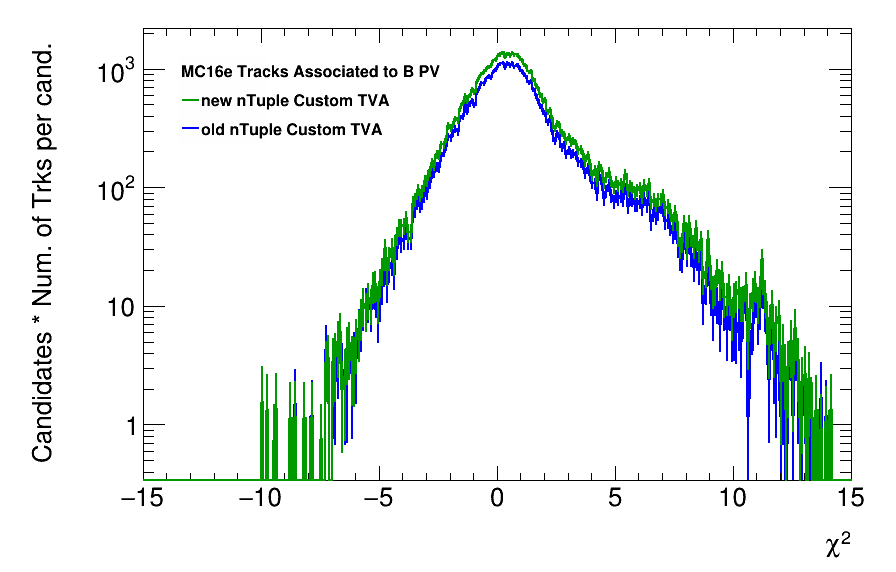 Candidates * Num. of Trks per cand.
MC16e Tracks Associated to B PV
new nTuple Custom TVA
old nTuple Custom TVA
10³
10²
10
1
−15 −10 −5 0 5 10 15
χ²